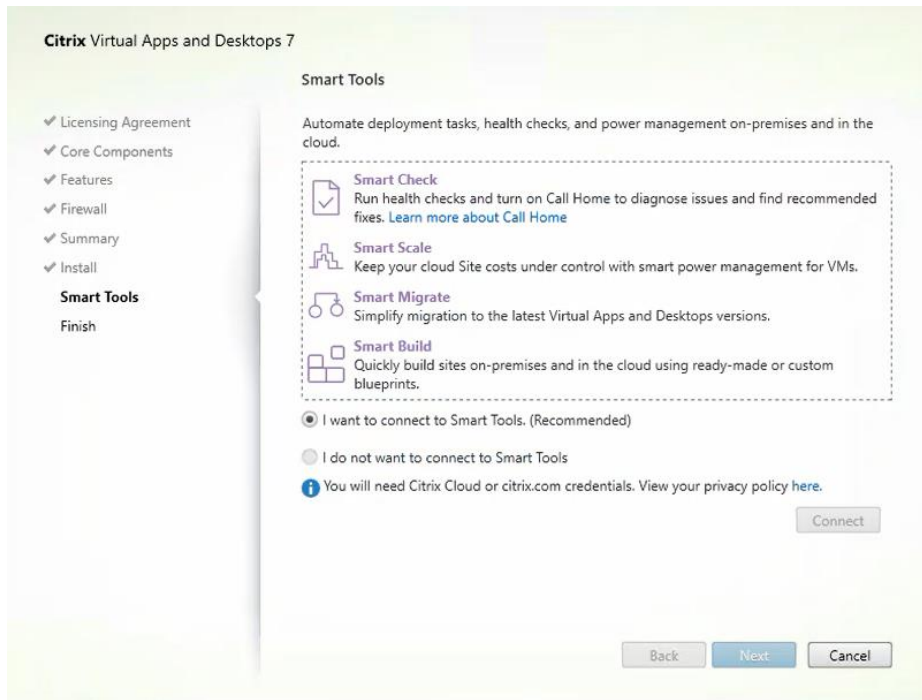 Citrix Virtual Apps and Desktops 7
Smart Tools
Licensing Agreement
Core Components
Features
Firewall
Summary
Install
Smart Tools
Finish
Automate deployment tasks, health checks, and power management on-premises and in the
cloud.
Smart Check
Run health checks and turn on Call Home to diagnose issues and find recommended
fixes. Learn more about Call Home
Smart Scale
Keep your cloud Site costs under control with smart power management for VMs.
Smart Migrate
Simplify migration to the latest Virtual Apps and Desktops versions.
Smart Build
Quickly build sites on-premises and in the cloud using ready-made or custom
blueprints.
I want to connect to Smart Tools. (Recommended)
I do not want to connect to Smart Tools
You will need Citrix Cloud or citrix.com credentials. View your privacy policy here.
Connect
Back Next Cancel